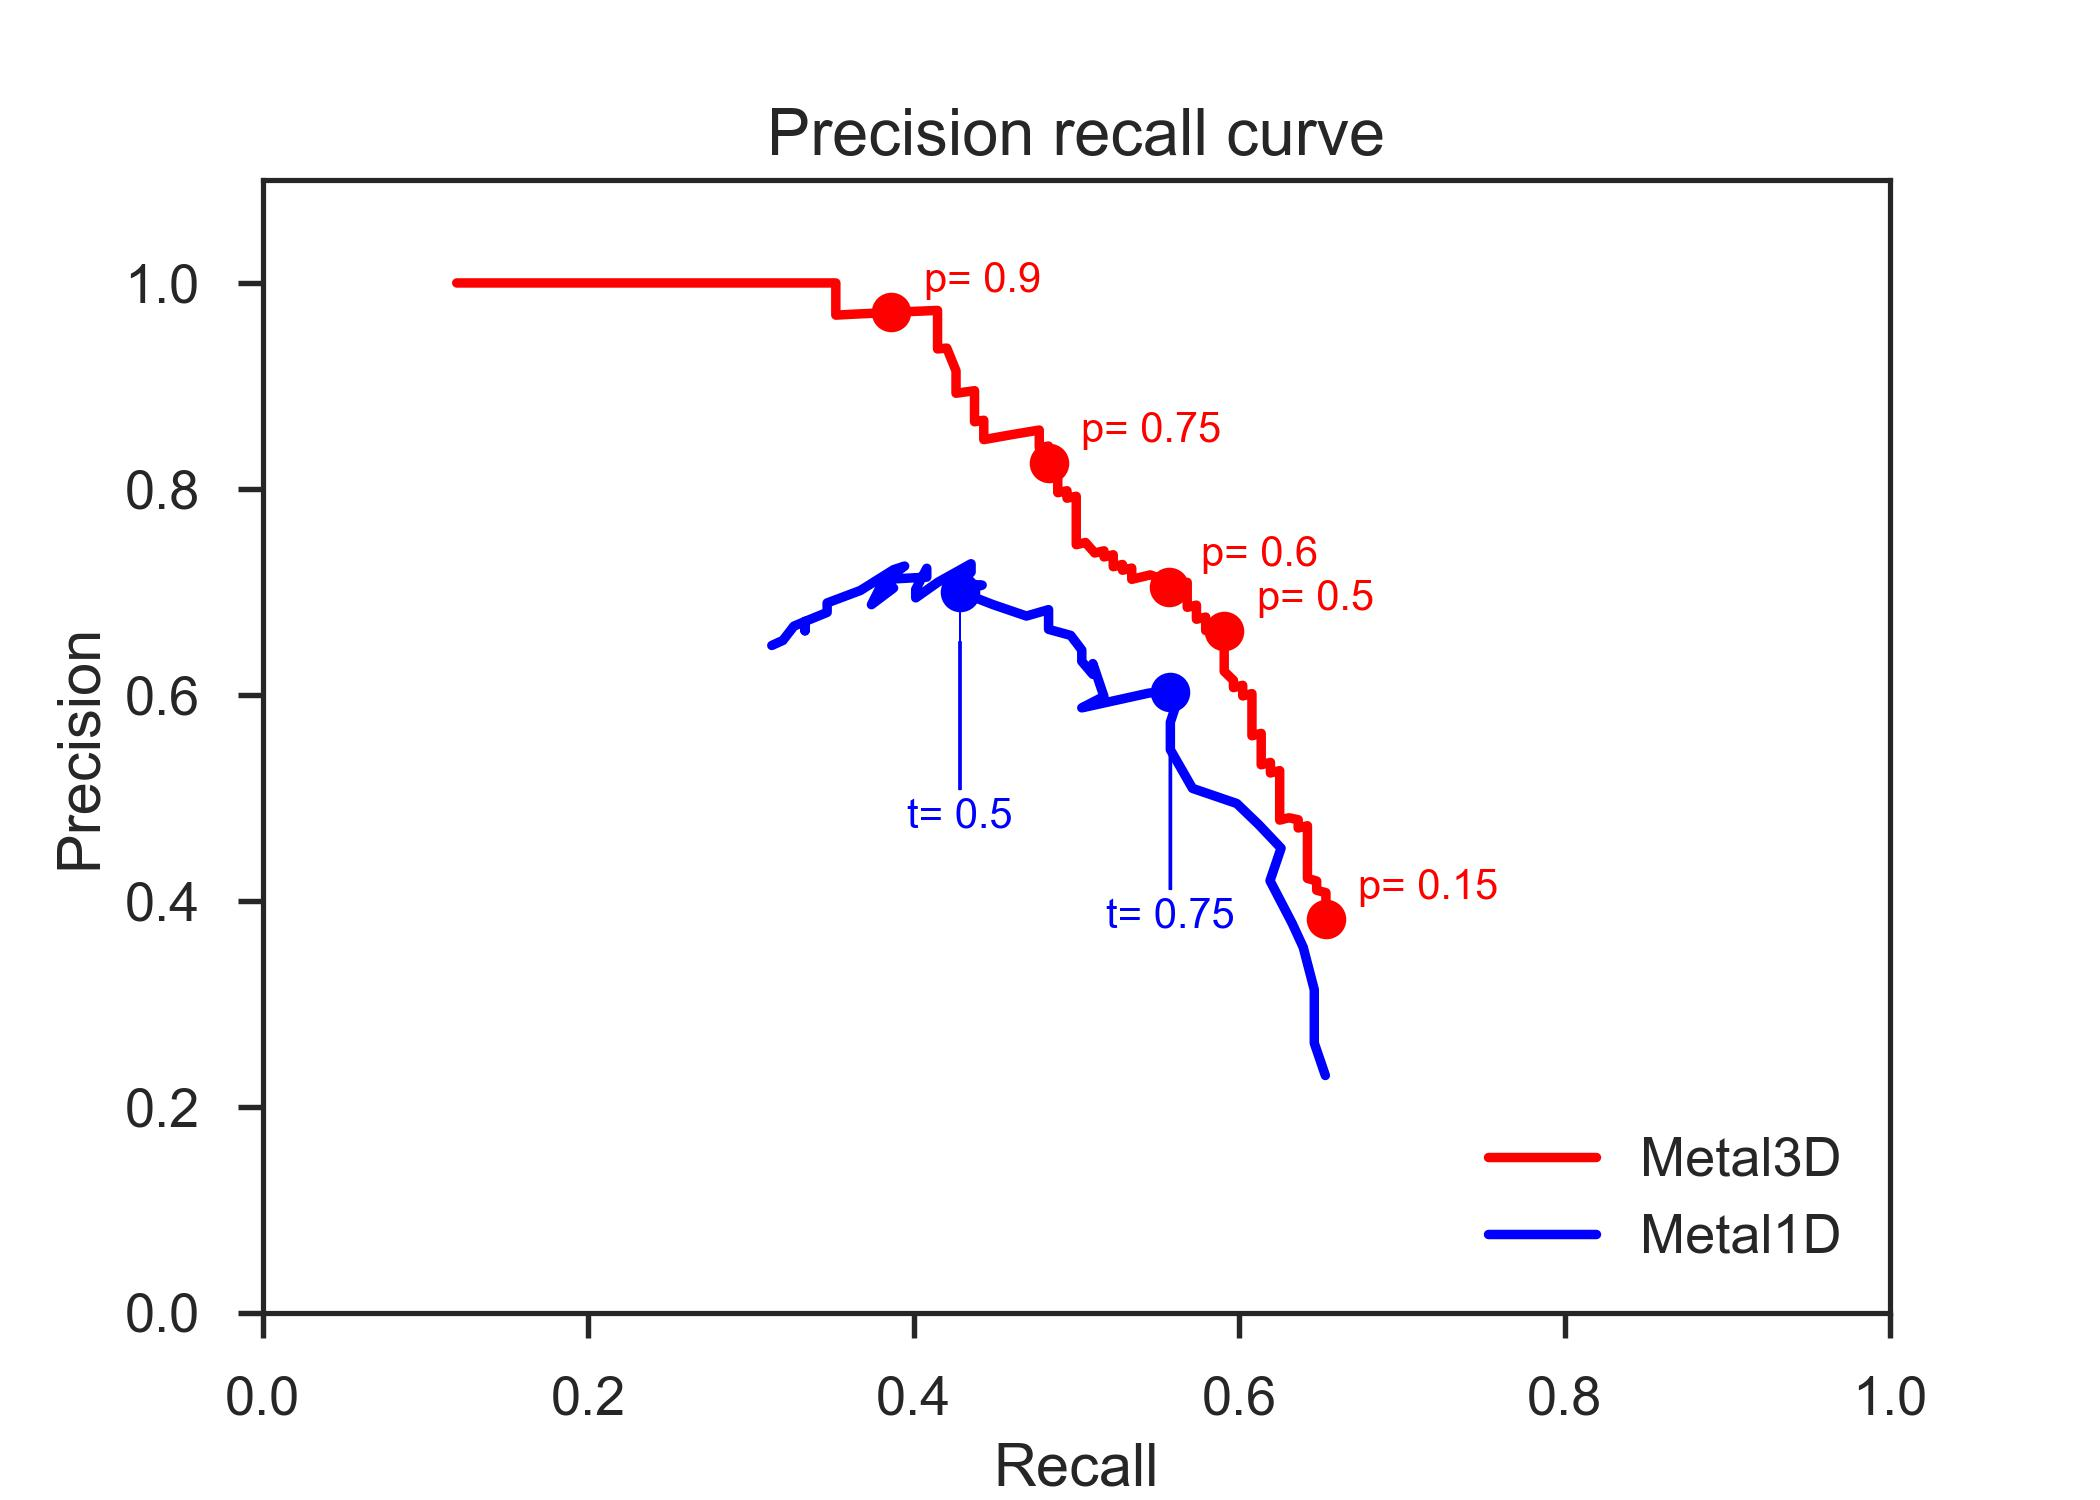 Precision recall curve
1.0
0.8
0.6
0.4
0.2
0.0
Precision
p= 0.9
p= 0.75
p= 0.6
p= 0.5
t= 0.5
p= 0.15
t= 0.75
Metal3D
Metal1D
0.0 0.2 0.4 0.6 0.8 1.0
Recall